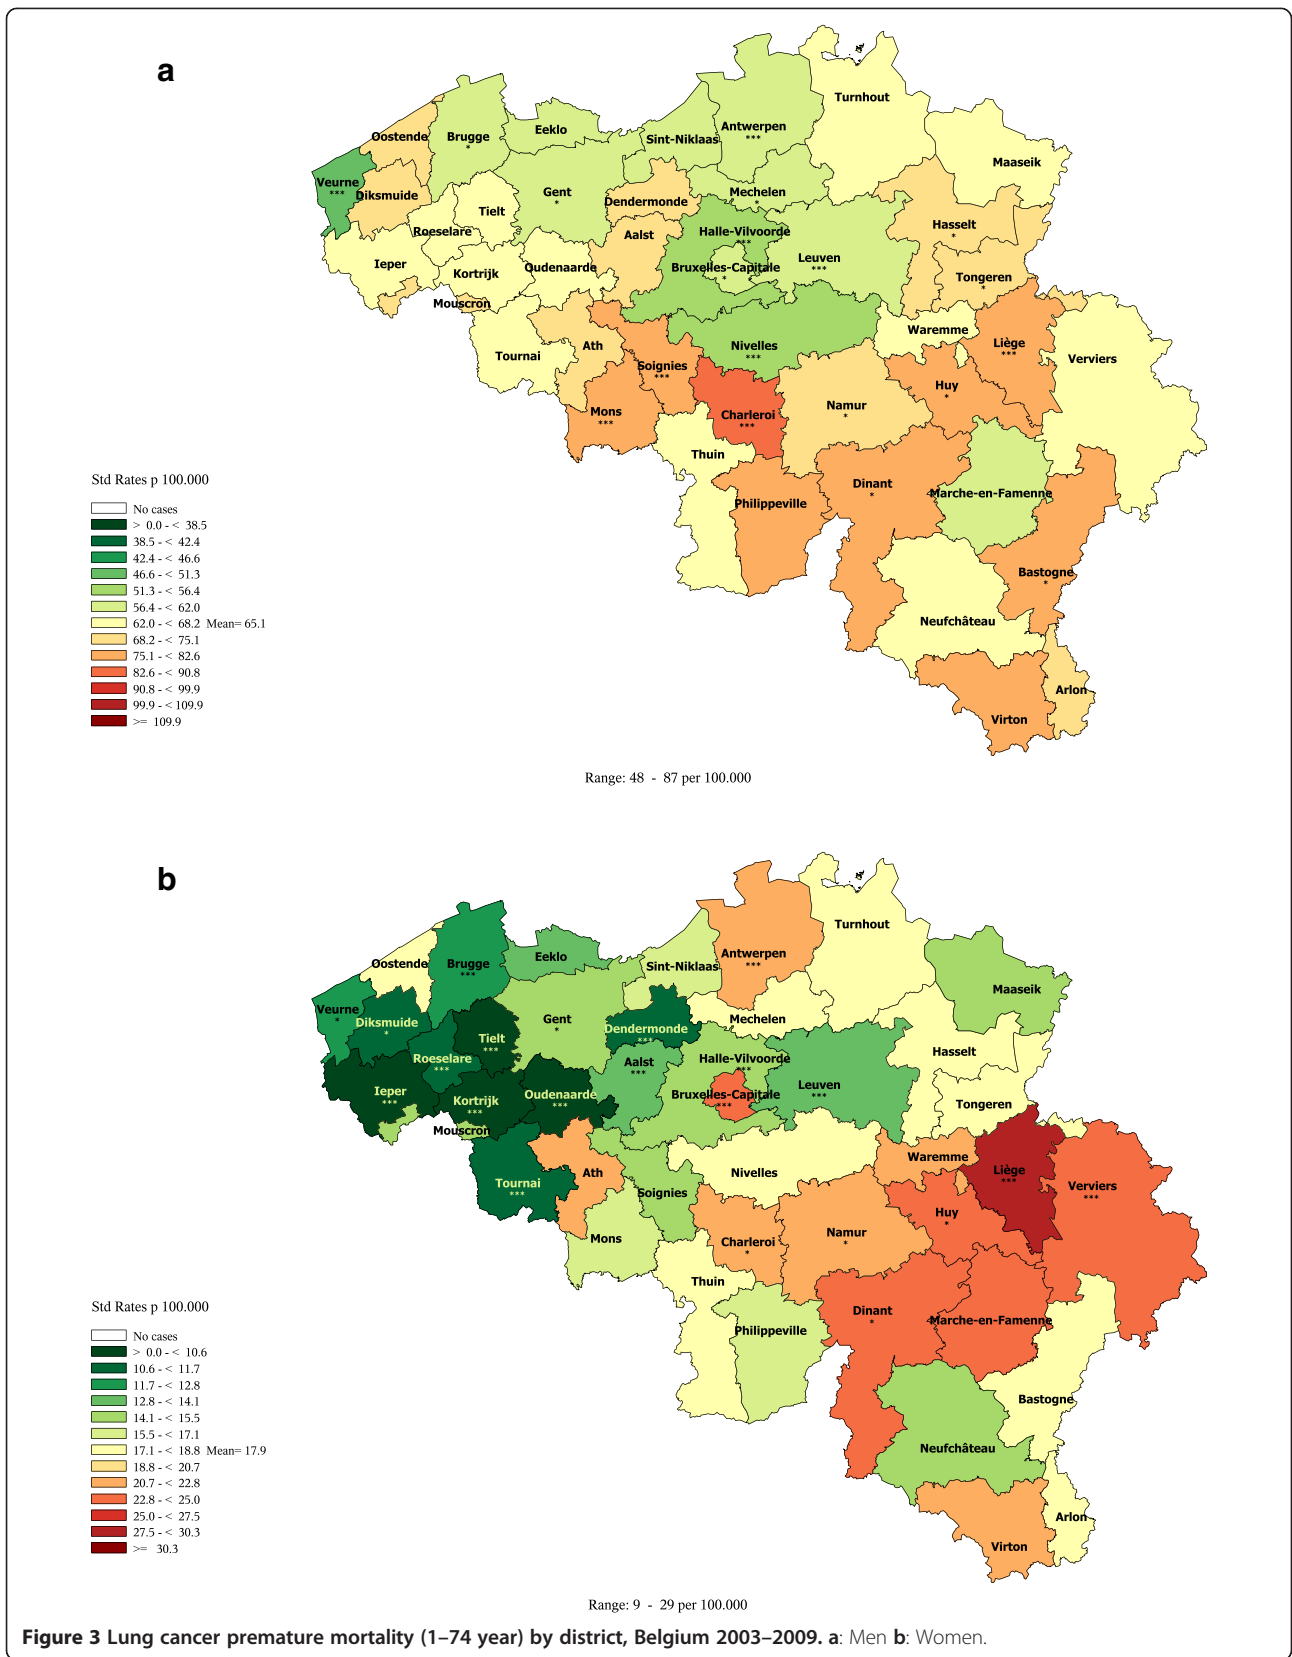 a
Turnhout
Antwerpen
***
Eeklo
Oostende
Brugge
*
Sint-Niklaas
Maaseik
Veurne
***
Diksmuide
Gent
*
Mechelen
*
Dendermonde
Tielt
Hasselt
*
Roeselare
Aalst
Halle-Vilvoorde
***
Ieper
Kortrijk
Oudenaarde
Bruxelles-Capitale
* *
Leuven
***
Tongeren
*
Mouscron
Waremme
Tournai
Ath
Nivelles
***
Liège
***
Verviers
Soignies
***
Huy
*
Mons
***
Charleroi
***
Namur
*
Thuin
Dinant
*
Marche-en-Famenne
Philippeville
Bastogne
*
Neufchâteau
Arlon
Virton
Std Rates p 100.000
No cases
> 0.0 - < 38.5
38.5 - < 42.4
42.4 - < 46.6
46.6 - < 51.3
51.3 - < 56.4
56.4 - < 62.0
62.0 - < 68.2 Mean= 65.1
68.2 - < 75.1
75.1 - < 82.6
82.6 - < 90.8
90.8 - < 99.9
99.9 - < 109.9
>= 109.9
Range: 48 - 87 per 100.000
b
Turnhout
Antwerpen
***
Eeklo
Oostende
Brugge
***
Sint-Niklaas
Maaseik
Veurne
*
Diksmuide
*
Gent
*
Mechelen
Dendermonde
***
Tielt
***
Hasselt
Roeselare
***
Aalst
***
Halle-Vilvoorde
***
Ieper
***
Kortrijk
***
Oudenaarde
***
Bruxelles-Capitale
***
Leuven
***
Tongeren
Mouscron
Waremme
Tournai
***
Ath
Nivelles
Liège
***
Verviers
***
Soignies
Huy
*
Mons
Charleroi
*
Namur
*
Thuin
Dinant
*
Marche-en-Famenne
Philippeville
Bastogne
Neufchâteau
Arlon
Virton
Std Rates p 100.000
No cases
> 0.0 - < 10.6
10.6 - < 11.7
11.7 - < 12.8
12.8 - < 14.1
14.1 - < 15.5
15.5 - < 17.1
17.1 - < 18.8 Mean= 17.9
18.8 - < 20.7
20.7 - < 22.8
22.8 - < 25.0
25.0 - < 27.5
27.5 - < 30.3
>= 30.3
Range: 9 - 29 per 100.000
Figure 3 Lung cancer premature mortality (1–74 year) by district, Belgium 2003–2009. a: Men b: Women.